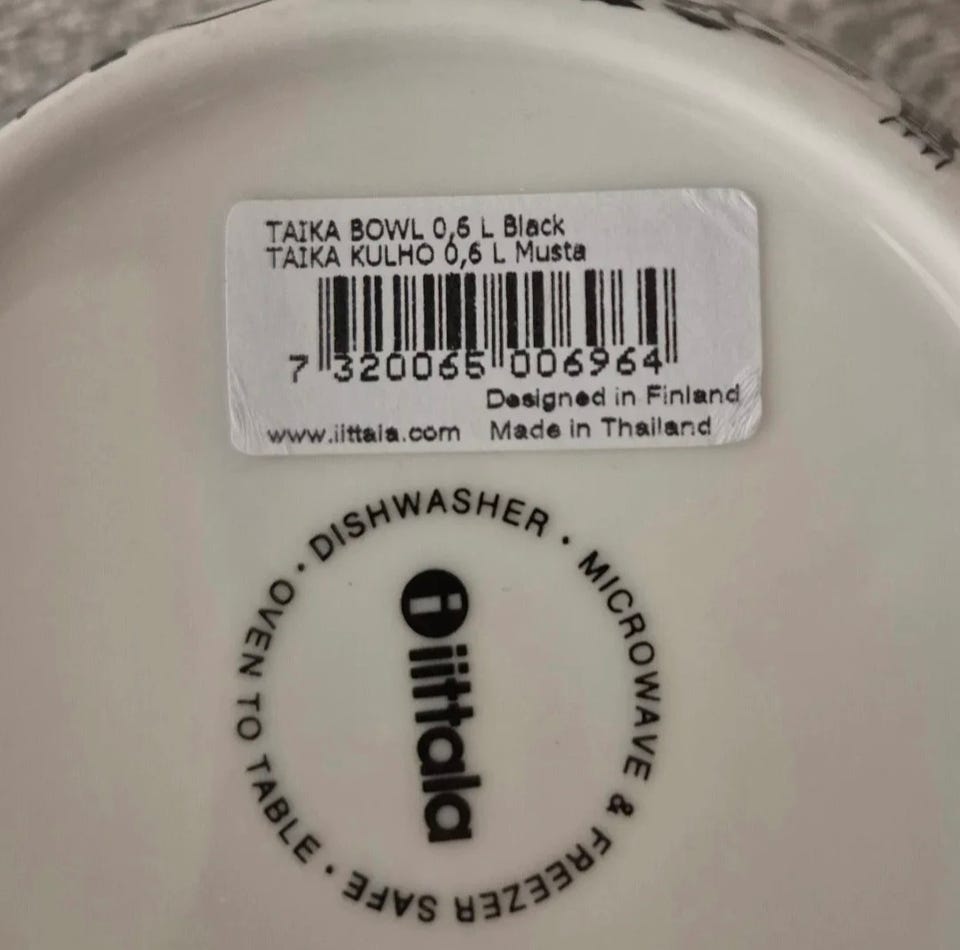 TAIKA BOWL 0,6 L Black
TAIKA KULHO 0,6 L Musta
7 320065 006964
Designed in Finland
www.iittala.com Made in Thailand
OVEN TO TABLE · DISHWASHER · MICROWAVE & FREEZER SAFE ·
i iittala